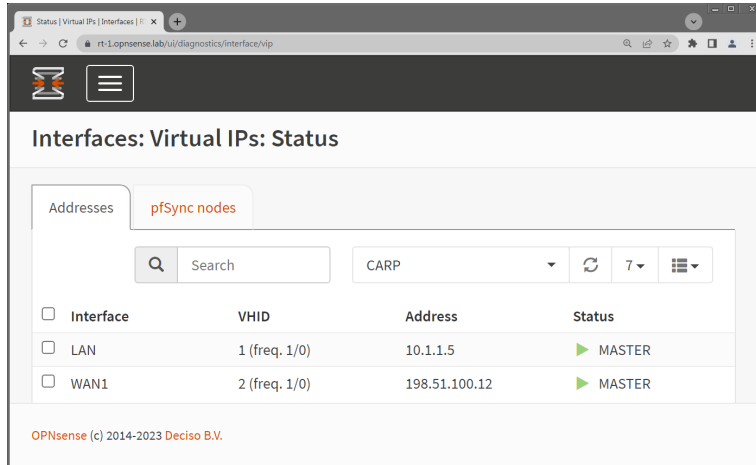 Status | Virtual IPs | Interfaces | R
rt-1.opnsense.lab/ui/diagnostics/interface/vip
Interfaces: Virtual IPs: Status
Addresses pfSync nodes
Search CARP 7
Interface VHID Address Status
LAN 1 (freq. 1/0) 10.1.1.5 MASTER
WAN1 2 (freq. 1/0) 198.51.100.12 MASTER
OPNsense (c) 2014-2023 Deciso B.V.